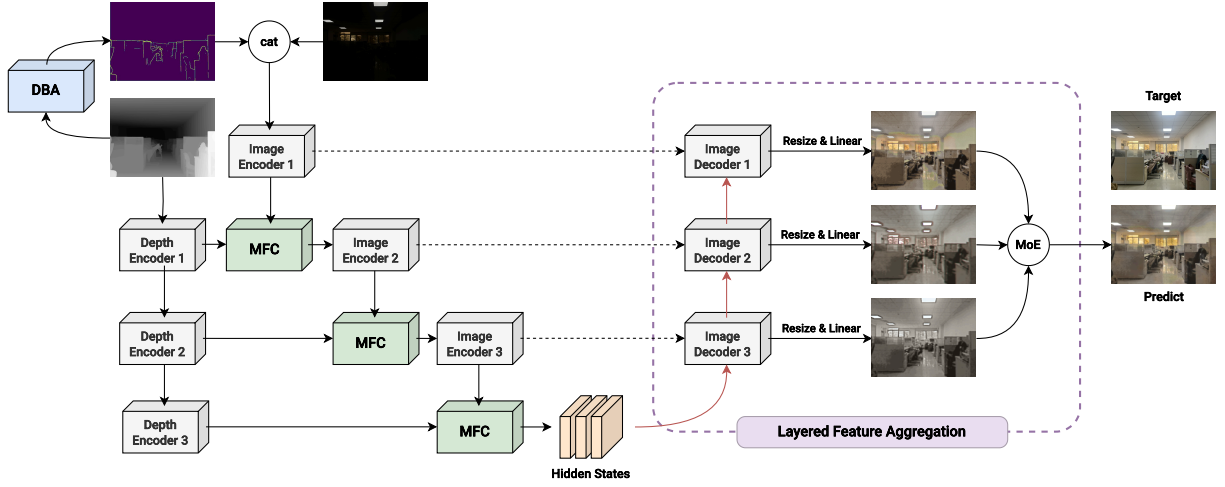 cat
DBA
Target
Image
Encoder 1
Image
Decoder 1
Resize & Linear
Depth
Encoder 1
MFC
Image
Encoder 2
Image
Decoder 2
Resize & Linear
MoE
Predict
Depth
Encoder 2
MFC
Image
Encoder 3
Image
Decoder 3
Resize & Linear
Depth
Encoder 3
MFC
Hidden States
Layered Feature Aggregation